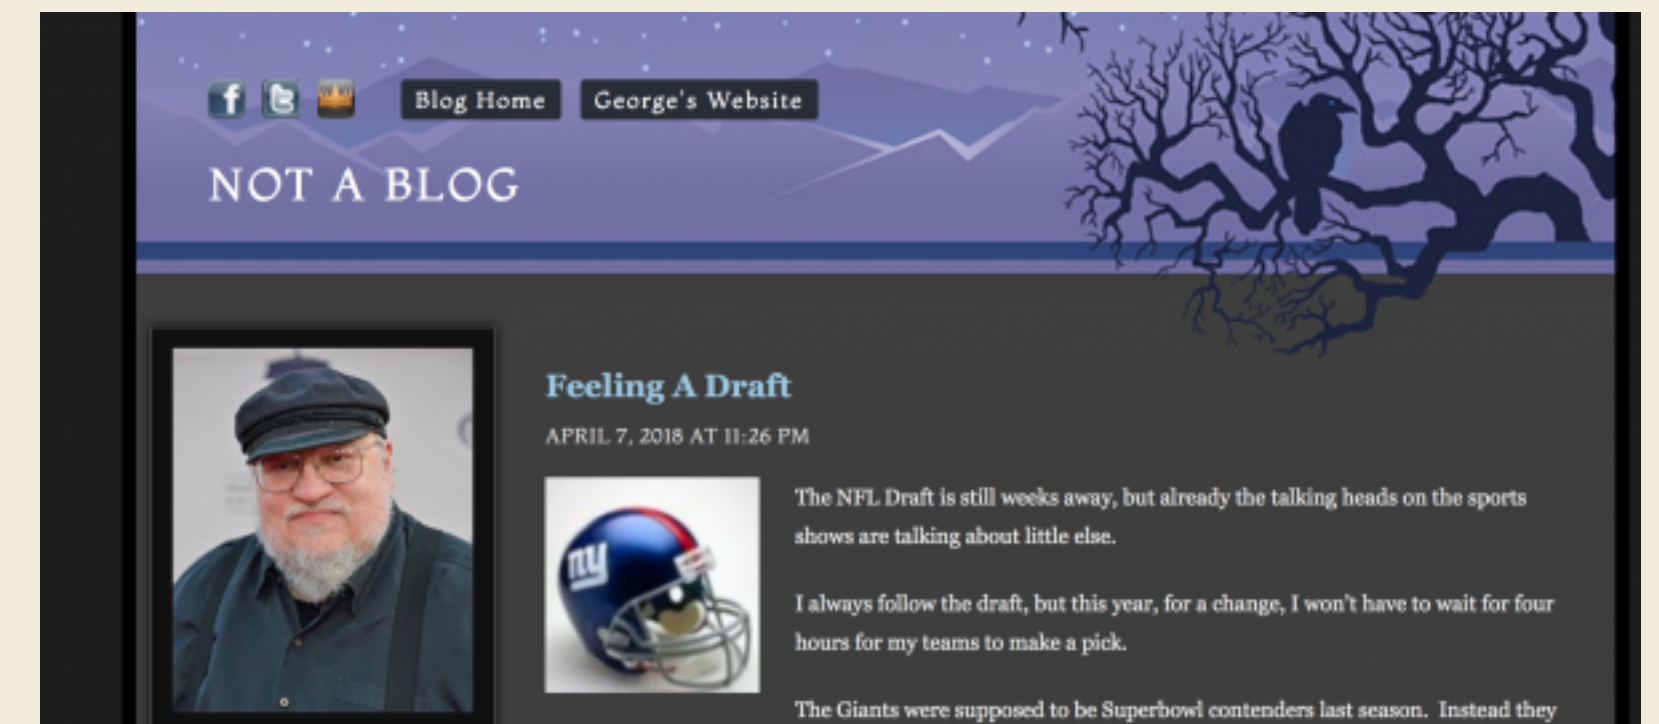 Blog Home
George's Website
NOT A BLOG
Feeling A Draft
APRIL 7, 2018 AT 11:26 PM
ny
The NFL Draft is still weeks away, but already the talking heads on the sports
shows are talking about little else.
I always follow the draft, but this year, for a change, I won't have to wait for four
hours for my teams to make a pick.
The Giants were supposed to be Superbowl contenders last season.  Instead they